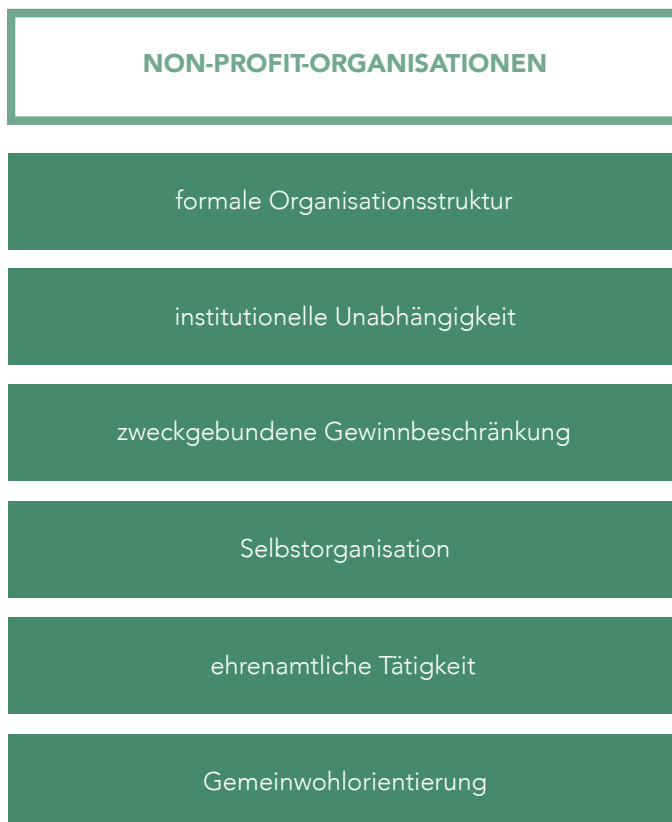 NON-PROFIT-ORGANISATIONEN
formale Organisationsstruktur
institutionelle Unabhängigkeit
zweckgebundene Gewinnbeschränkung
Selbstorganisation
ehrenamtliche Tätigkeit
Gemeinwohlorientierung